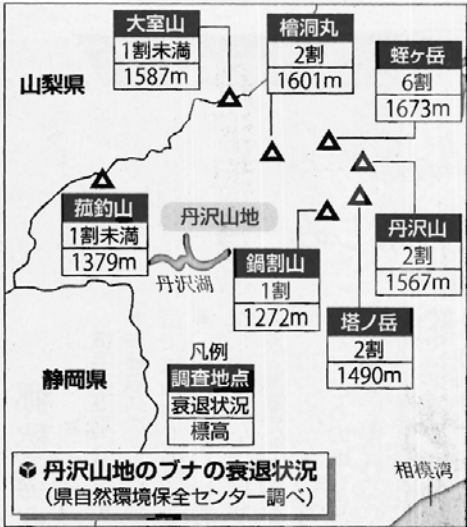 大室山
1割未満
1587m
檜洞丸
2割
1601m
蛭ヶ岳
6割
1673m
山梨県
菰釣山
1割未満
1379m
丹沢山地
丹沢湖
鍋割山
1割
1272m
丹沢山
2割
1567m
塔ノ岳
2割
1490m
静岡県
凡例
調査地点
衰退状況
標高
丹沢山地のブナの衰退状況
(県自然環境保全センター調べ)
相模湾